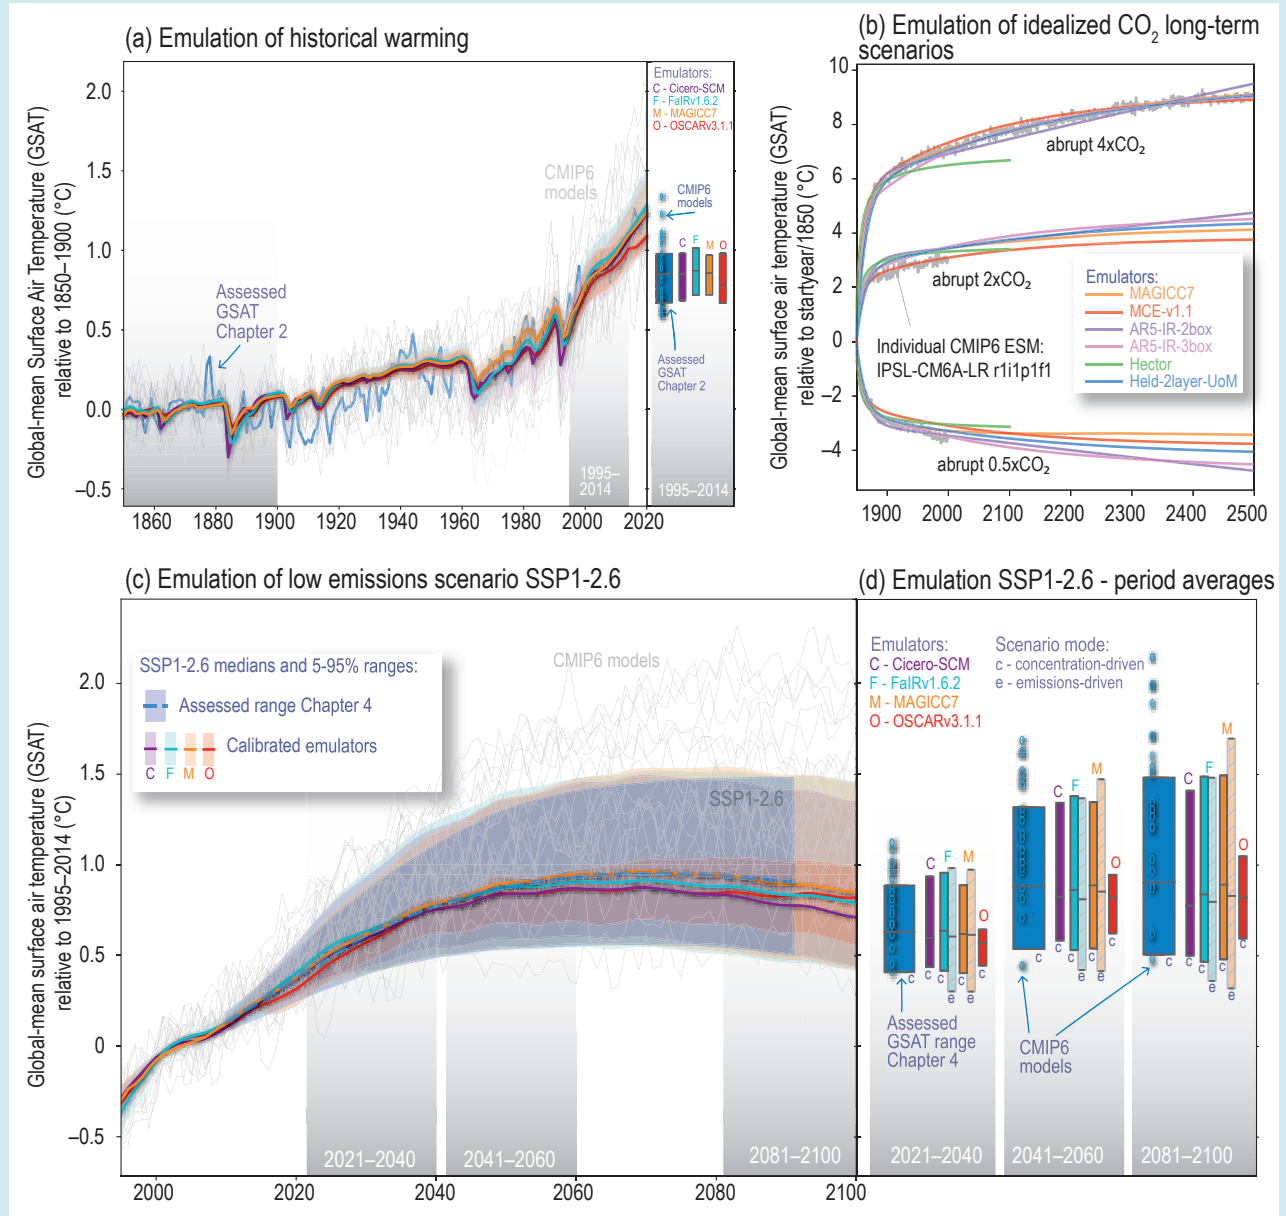 (a) Emulation of historical warming
Global-mean Surface Air Temperature (GSAT)
relative to 1850–1900 (°C)
2.0
1.5
1.0
0.5
0.0
–0.5
1860
1880
1900
1920
1940
1960
1980
2000
2020
Assessed
GSAT
Chapter 2
CMIP6
models
1995–
2014
Emulators:
C - Cicero-SCM
F - FaIRv1.6.2
M - MAGICC7
O - OSCARv3.1.1
CMIP6
models
C
F
M
O
Assessed
GSAT
Chapter 2
1995–2014
(b) Emulation of idealized CO2 long-term
scenarios
Global-mean surface air temperature (GSAT)
relative to startyear/1850 (°C)
10
8
6
4
2
0
–2
–4
1900
2000
2100
2200
2300
2400
2500
abrupt 4xCO2
abrupt 2xCO2
Individual CMIP6 ESM:
IPSL-CM6A-LR r1i1p1f1
abrupt 0.5xCO2
Emulators:
MAGICC7
MCE-v1.1
AR5-IR-2box
AR5-IR-3box
Hector
Held-2layer-UoM
(c) Emulation of low emissions scenario SSP1-2.6
Global-mean surface air temperature (GSAT)
relative to 1995–2014 (°C)
2.0
1.5
1.0
0.5
0
–0.5
2000
2020
2040
2060
2080
2100
SSP1-2.6 medians and 5-95% ranges:
Assessed range Chapter 4
Calibrated emulators
C F M O
CMIP6 models
SSP1-2.6
2021–2040
2041–2060
2081–2100
(d) Emulation SSP1-2.6 - period averages
Emulators:
C - Cicero-SCM
F - FaIRv1.6.2
M - MAGICC7
O - OSCARv3.1.1
Scenario mode:
c - concentration-driven
e - emissions-driven
C
F
M
O
c
c
c
e
c
e
c
Assessed
GSAT range
Chapter 4
2021–2040
C
F
M
O
c
c
c
e
c
e
c
CMIP6
models
2041–2060
C
F
M
O
c
c
c
e
c
e
c
2081–2100